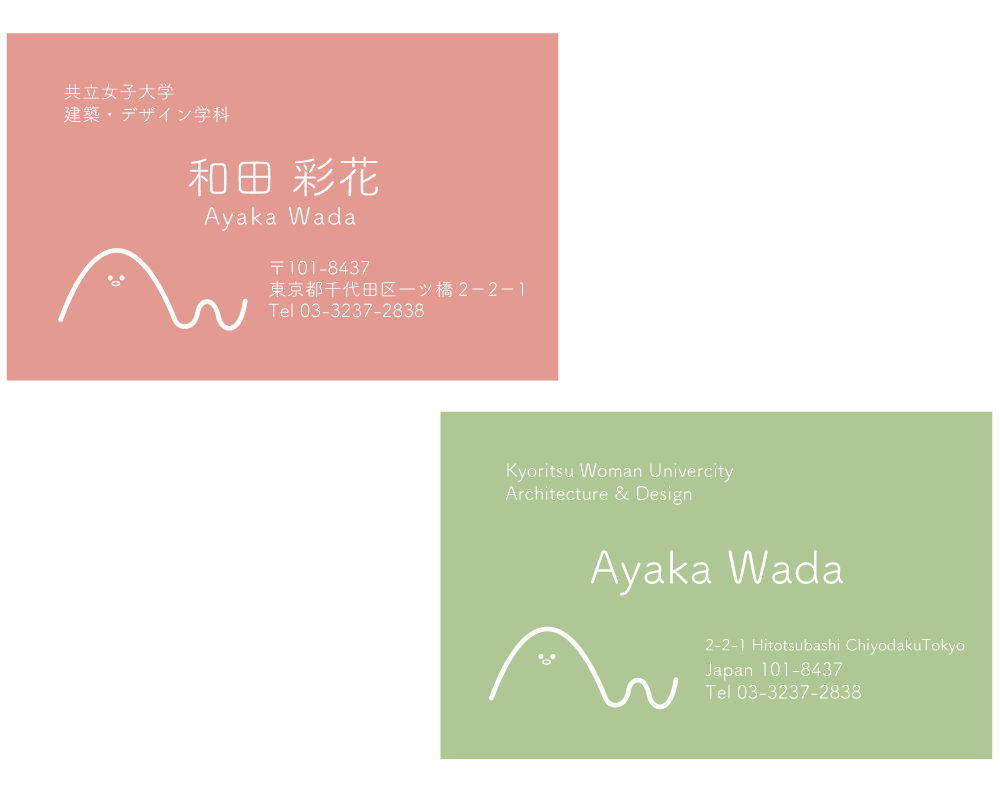 共立女子大学
建築・デザイン学科
和田 彩花
Ayaka Wada
〒101-8437
東京都千代田区一ツ橋2−2−1
Tel 03-3237-2838
Kyoritsu Woman Univercity
Architecture & Design
Ayaka Wada
2-2-1 Hitotsubashi ChiyodakuTokyo
Japan 101-8437
Tel 03-3237-2838